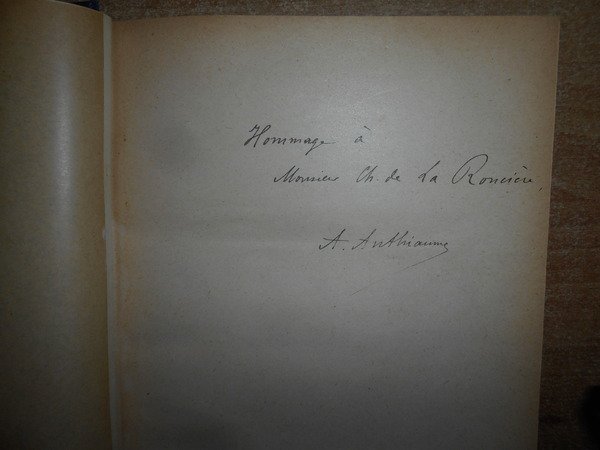 Hommage à
Monsieur Ch. de La Roncière,
A. Anthiaume